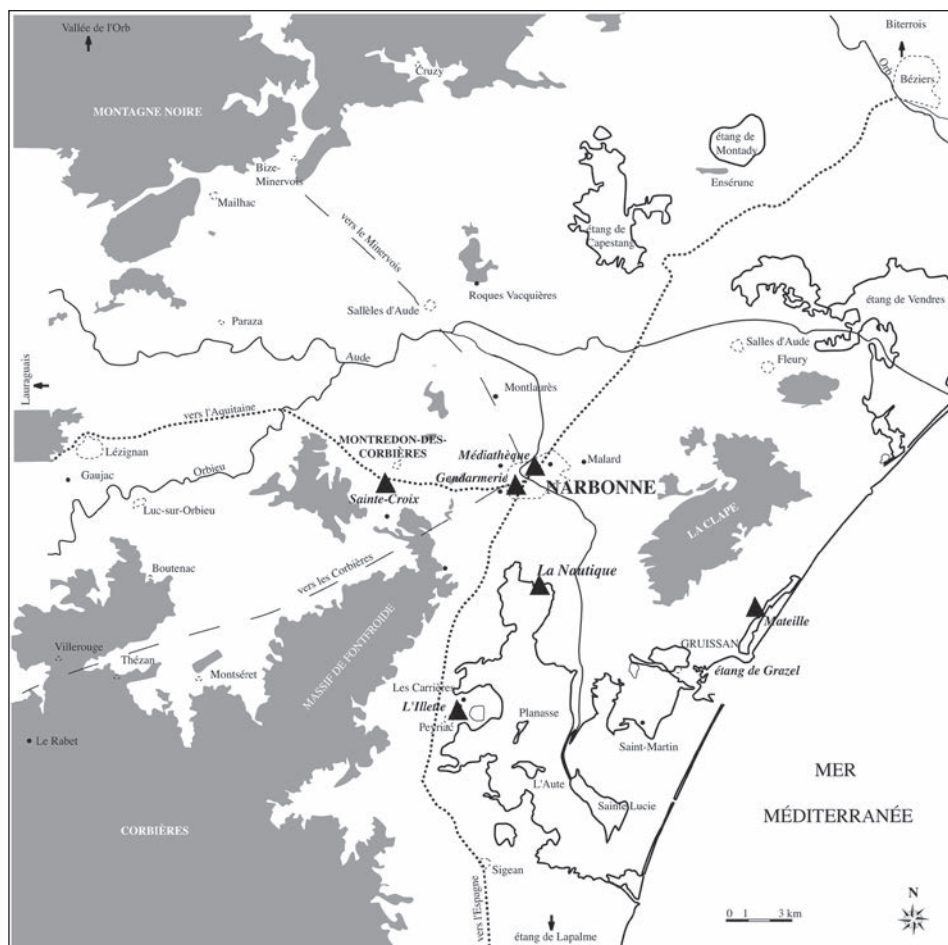 Vallée de l'Orb
Biterrois
Orb
Béziers
Cruzy
MONTAGNE NOIRE
étang de
Montady
Ensérune
Bize-
Minervois
Mailhac
vers le Minervois
étang de
Capestang
Roques Vacquières
étang de Vendres
Sallèles d'Aude
Paraza
Salles d'Aude
Fleury
Aude
Lauraguais
Montlaurès
vers l'Aquitaine
MONTREDON-DES-
CORBIÈRES
Médiathèque
Malard
Lézignan
Gaujac
Orbieu
Gendarmerie
NARBONNE
Sainte-Croix
Luc-sur-Orbieu
LA CLAPE
vers les Corbières
Boutenac
La Nautique
Mateille
MASSIF DE FONTFROIDE
Villerouge
Thézan
Montséret
GRUISSAN
étang de Grazel
Les Carrières
L'Illette
Peyriac
Planasse
Le Rabet
Saint-Martin
L'Aute
Sainte Lucie
MER
MÉDITERRANÉE
CORBIÈRES
Sigean
vers l'Espagne
étang de Lapalme
0 1 3 km
N